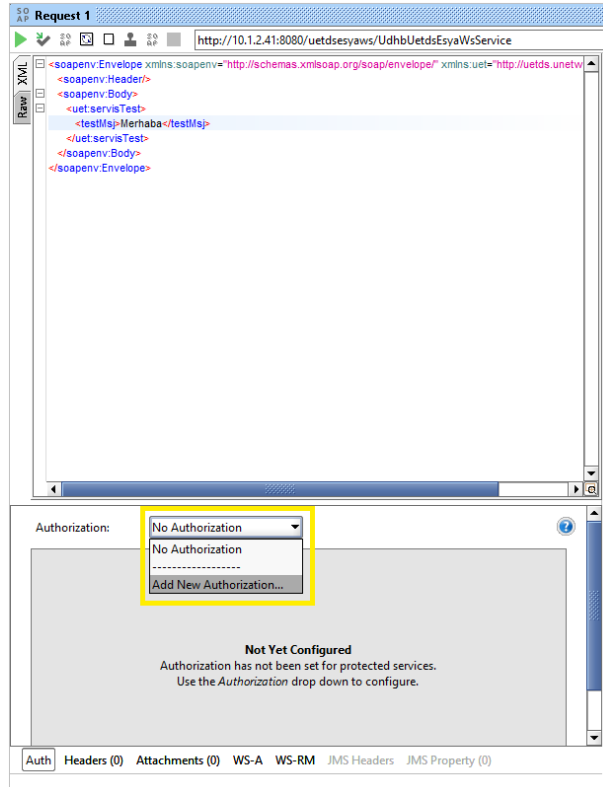 SO AP Request 1
http://10.1.2.41:8080/uetdsesyaws/UdhbUetdsEsyaWsService
XML
Raw
<soapenv:Envelope xmlns:soapenv="http://schemas.xmlsoap.org/soap/envelope/" xmlns:uet="http://uetds.unetw
<soapenv:Header/>
<soapenv:Body>
<uet:servisTest>
<testMsj>Merhaba</testMsj>
</uet:servisTest>
</soapenv:Body>
</soapenv:Envelope>
Authorization: No Authorization
No Authorization
------------------
Add New Authorization...
Not Yet Configured
Authorization has not been set for protected services.
Use the Authorization drop down to configure.
Auth Headers (0) Attachments (0) WS-A WS-RM JMS Headers JMS Property (0)